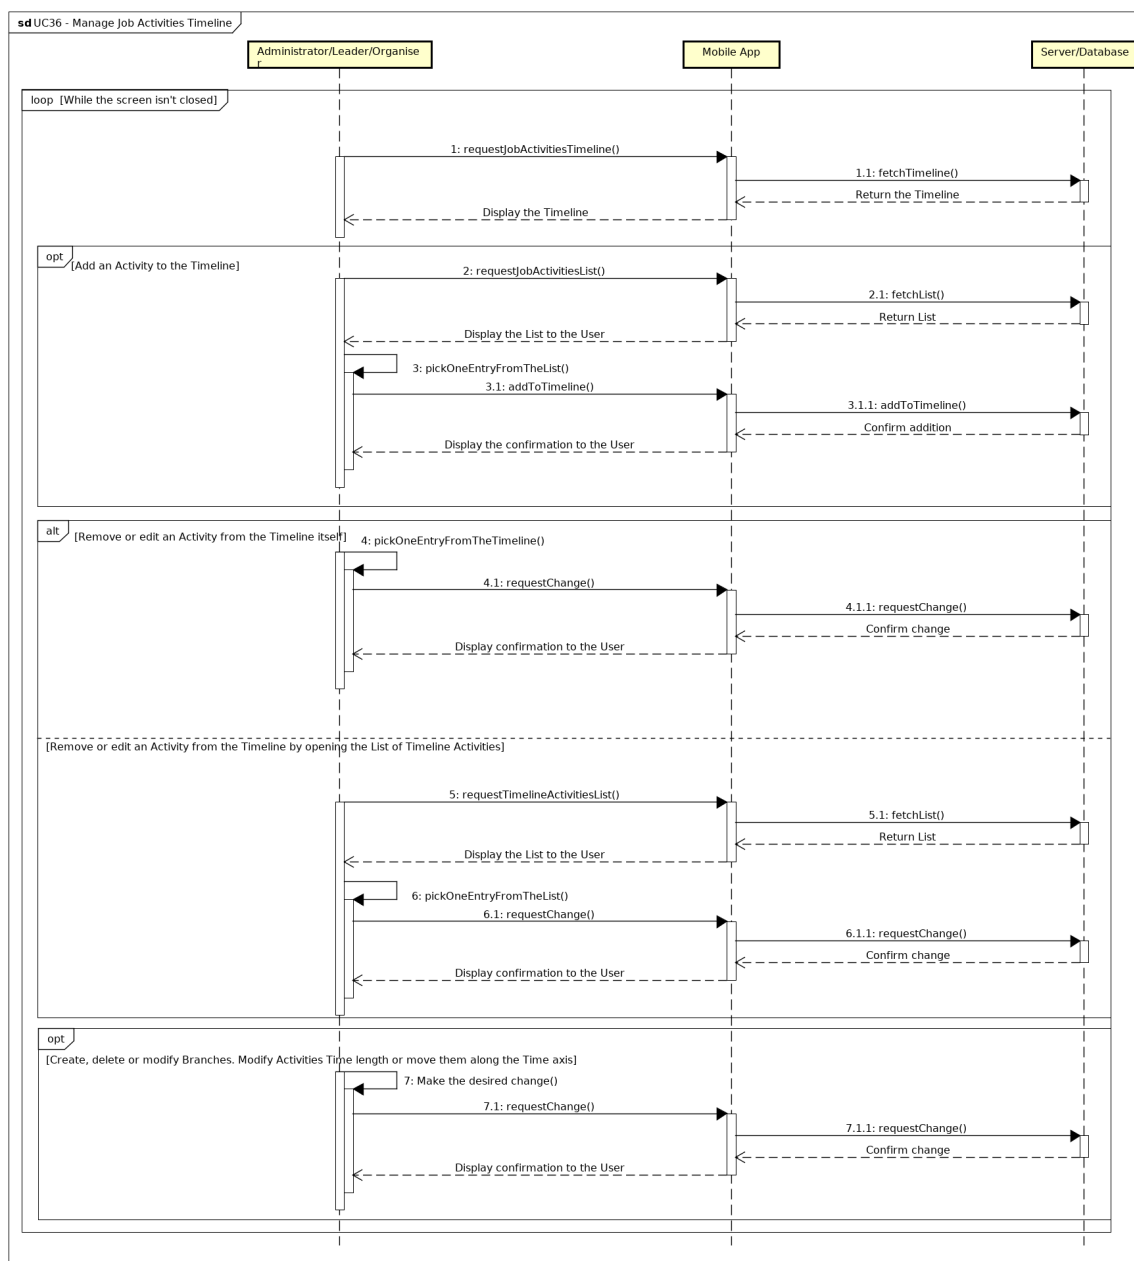 sd UC36 - Manage Job Activities Timeline
Administrator/Leader/Organise
r
Mobile App
Server/Database
loop [While the screen isn't closed]
1: requestJobActivitiesTimeline()
1.1: fetchTimeline()
Return the Timeline
Display the Timeline
opt
[Add an Activity to the Timeline]
2: requestJobActivitiesList()
2.1: fetchList()
Return List
Display the List to the User
3: pickOneEntryFromTheList()
3.1: addToTimeline()
3.1.1: addToTimeline()
Confirm addition
Display the confirmation to the User
alt
[Remove or edit an Activity from the Timeline itself]
4: pickOneEntryFromTheTimeline()
4.1: requestChange()
4.1.1: requestChange()
Confirm change
Display confirmation to the User
[Remove or edit an Activity from the Timeline by opening the List of Timeline Activities]
5: requestTimelineActivitiesList()
5.1: fetchList()
Return List
Display the List to the User
6: pickOneEntryFromTheList()
6.1: requestChange()
6.1.1: requestChange()
Confirm change
Display confirmation to the User
opt
[Create, delete or modify Branches. Modify Activities Time length or move them along the Time axis]
7: Make the desired change()
7.1: requestChange()
7.1.1: requestChange()
Confirm change
Display confirmation to the User